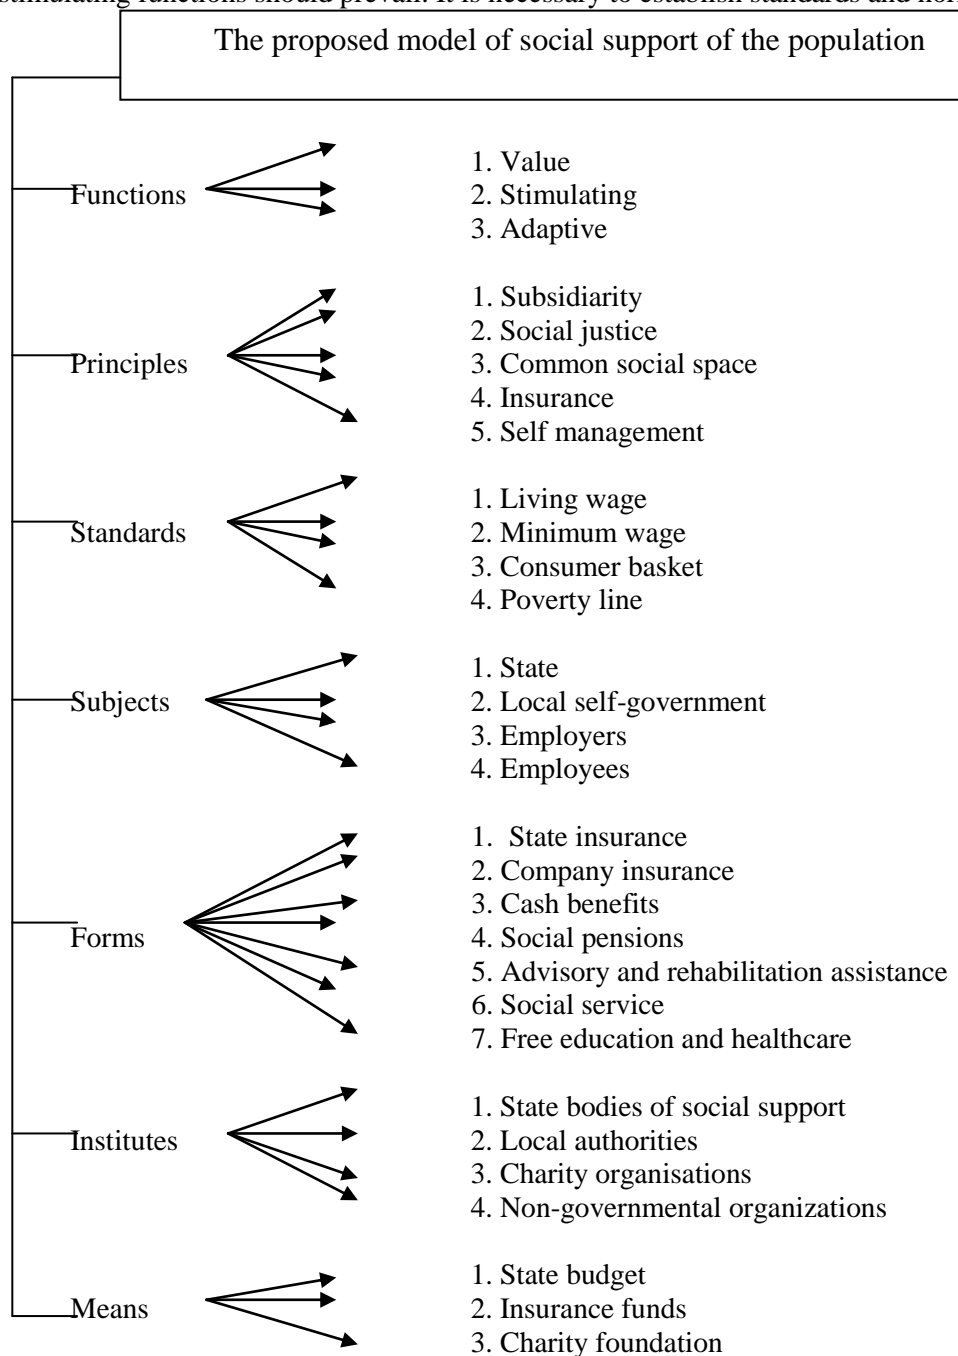 stimulating functions should prevail. It is necessary to establish standards and
The proposed model of social support of the population
Functions
1. Value
2. Stimulating
3. Adaptive
Principles
1. Subsidiarity
2. Social justice
3. Common social space
4. Insurance
5. Self management
Standards
1. Living wage
2. Minimum wage
3. Consumer basket
4. Poverty line
Subjects
1. State
2. Local self-government
3. Employers
4. Employees
Forms
1. State insurance
2. Company insurance
3. Cash benefits
4. Social pensions
5. Advisory and rehabilitation assistance
6. Social service
7. Free education and healthcare
Institutes
1. State bodies of social support
2. Local authorities
3. Charity organisations
4. Non-governmental organizations
Means
1. State budget
2. Insurance funds
3. Charity foundation